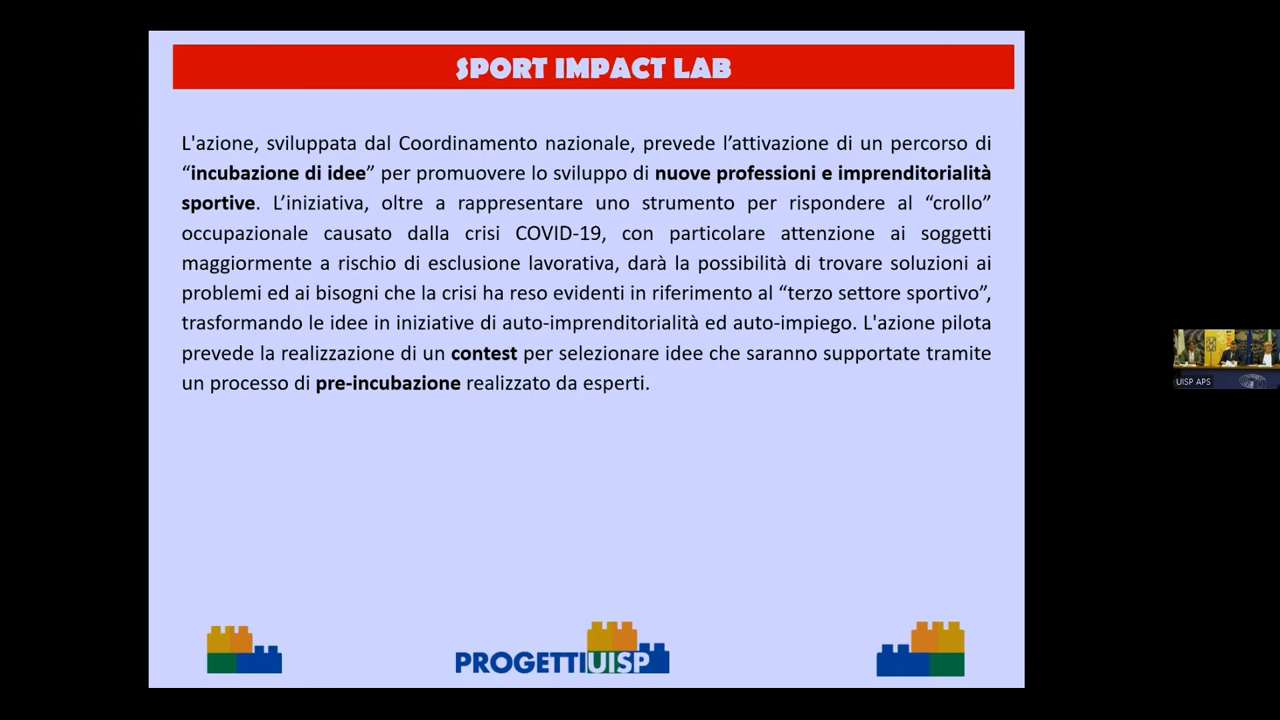 SPORT IMPACT LAB
L'azione, sviluppata dal Coordinamento nazionale, prevede l’attivazione di un percorso di
“incubazione di idee” per promuovere lo sviluppo di nuove professioni e imprenditorialità
sportive. L’iniziativa, oltre a rappresentare uno strumento per rispondere al “crollo”
occupazionale causato dalla crisi COVID-19, con particolare attenzione ai soggetti
maggiormente a rischio di esclusione lavorativa, darà la possibilità di trovare soluzioni ai
problemi ed ai bisogni che la crisi ha reso evidenti in riferimento al “terzo settore sportivo”,
trasformando le idee in iniziative di auto-imprenditorialità ed auto-impiego. L'azione pilota
prevede la realizzazione di un contest per selezionare idee che saranno supportate tramite
un processo di pre-incubazione realizzato da esperti.
UISP APS
PROGETTIUISP